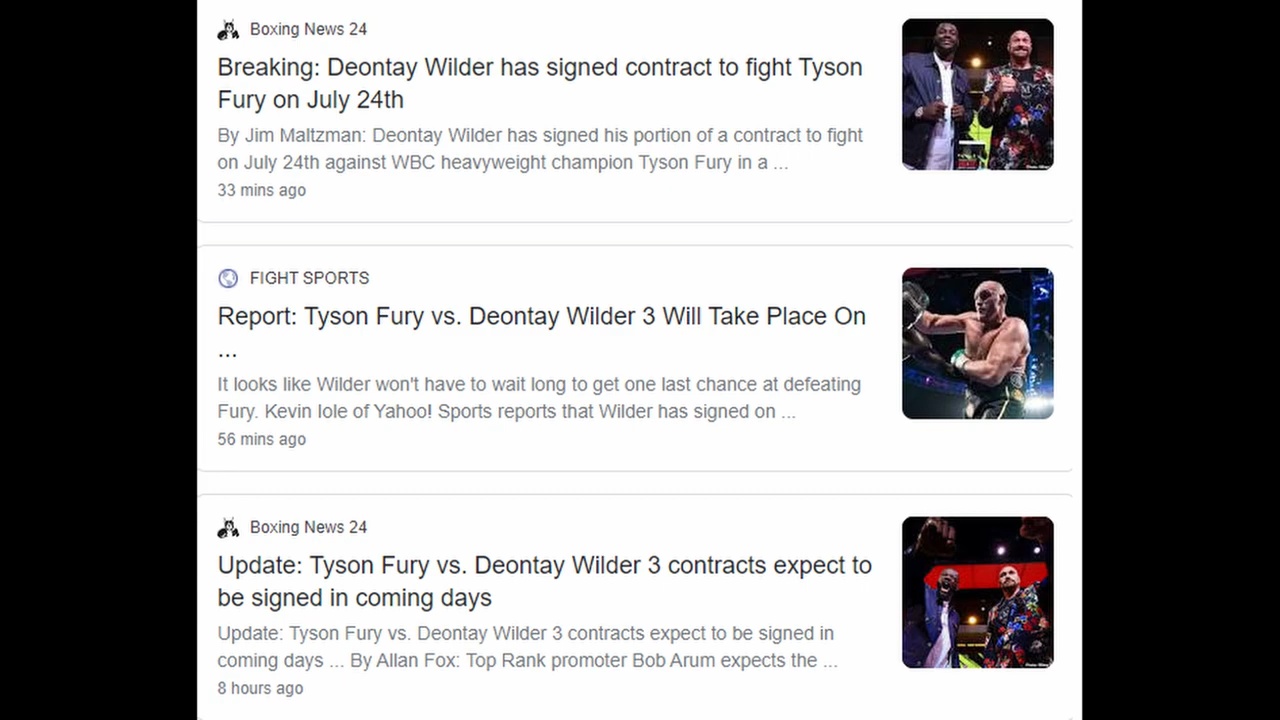 Boxing News 24
Breaking: Deontay Wilder has signed contract to fight Tyson
Fury on July 24th
By Jim Maltzman: Deontay Wilder has signed his portion of a contract to fight
on July 24th against WBC heavyweight champion Tyson Fury in a ...
33 mins ago
FIGHT SPORTS
Report: Tyson Fury vs. Deontay Wilder 3 Will Take Place On
...
It looks like Wilder won't have to wait long to get one last chance at defeating
Fury. Kevin Iole of Yahoo! Sports reports that Wilder has signed on ...
56 mins ago
Boxing News 24
Update: Tyson Fury vs. Deontay Wilder 3 contracts expect to
be signed in coming days
Update: Tyson Fury vs. Deontay Wilder 3 contracts expect to be signed in
coming days ... By Allan Fox: Top Rank promoter Bob Arum expects the ...
8 hours ago